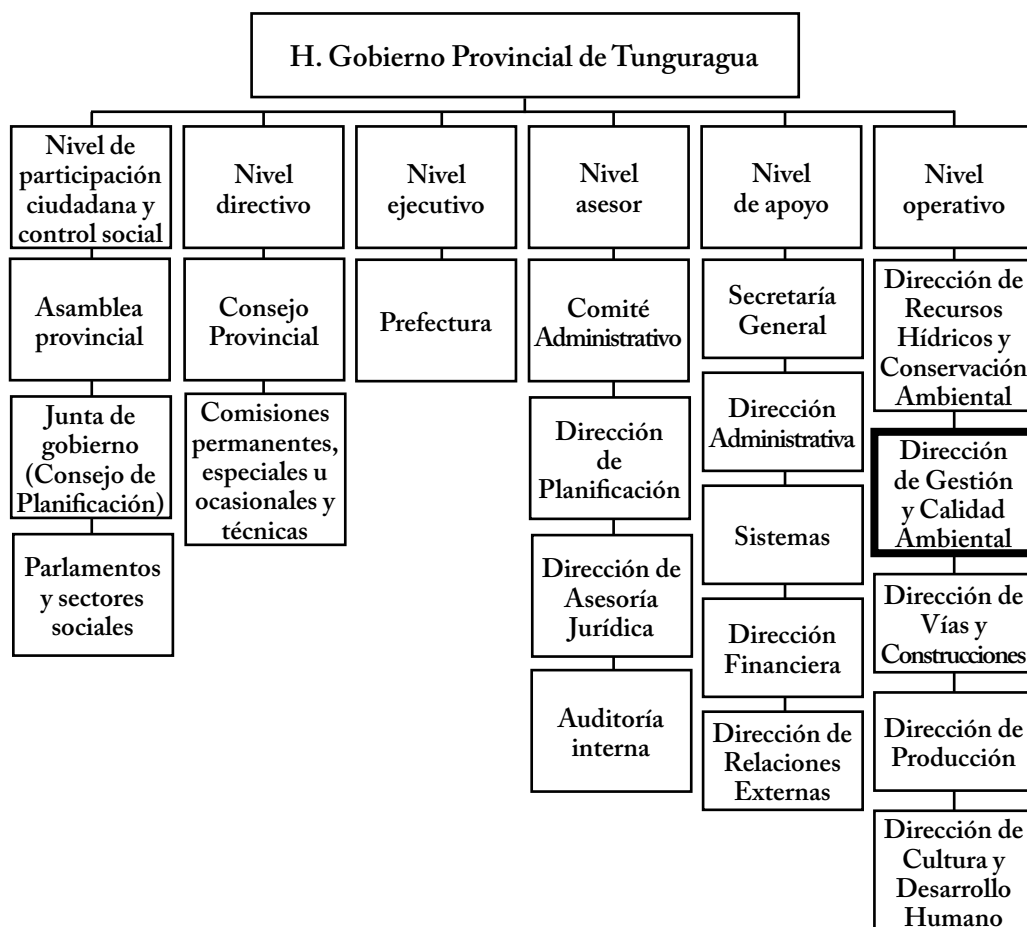 H. Gobierno Provincial de Tunguragua
Nivel de
participación
ciudadana y
control social
Asamblea
provincial
Junta de
gobierno
(Consejo de
Planificación)
Parlamentos
y sectores
sociales
Nivel
directivo
Consejo
Provincial
Comisiones
permanentes,
especiales u
ocasionales y
técnicas
Nivel
ejecutivo
Prefectura
Nivel
asesor
Comité
Administrativo
Dirección
de
Planificación
Dirección de
Asesoría
Jurídica
Auditoría
interna
Nivel
de apoyo
Secretaría
General
Dirección
Administrativa
Sistemas
Dirección
Financiera
Dirección de
Relaciones
Externas
Nivel
operativo
Dirección de
Recursos
Hídricos y
Conservación
Ambiental
Dirección
de Gestión
y Calidad
Ambiental
Dirección de
Vías y
Construcciones
Dirección de
Producción
Dirección de
Cultura y
Desarrollo
Humano